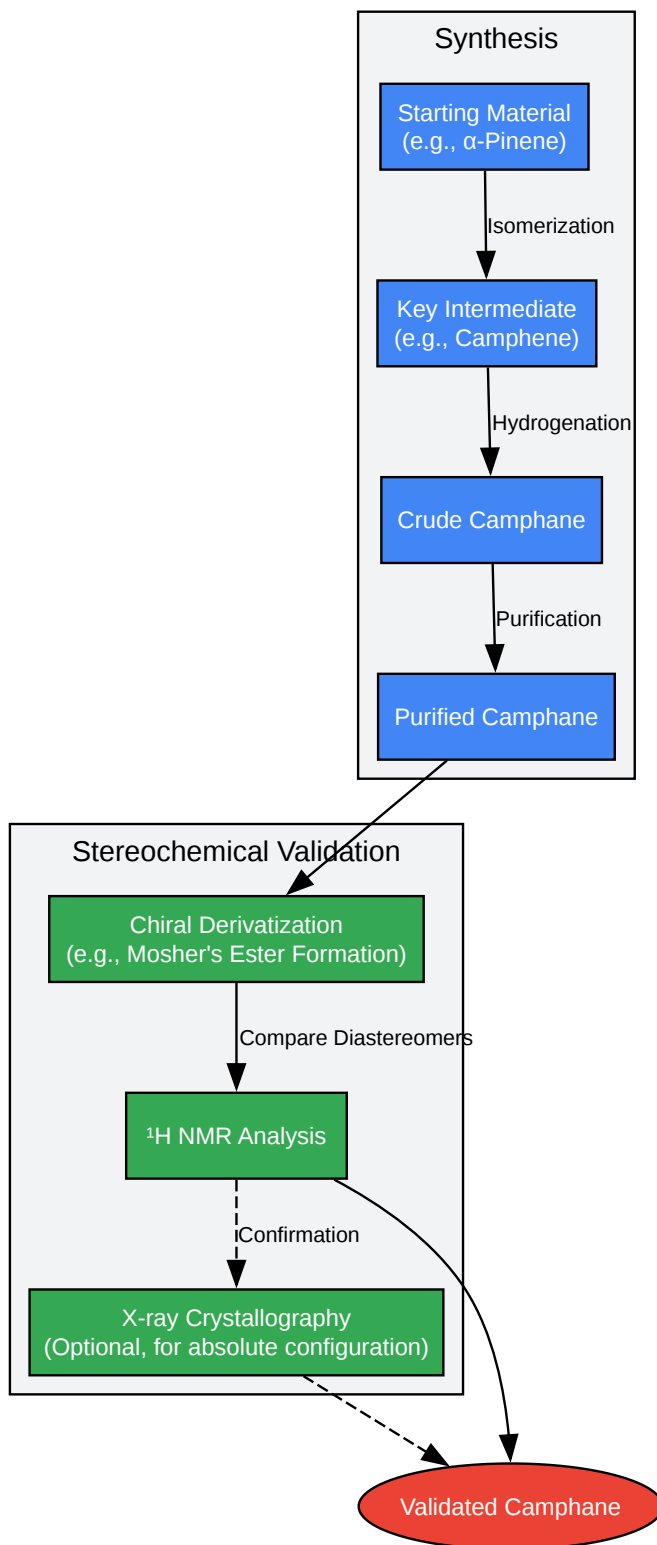 Synthesis
Starting Material
(e.g., α-Pinene)
Isomerization
Key Intermediate
(e.g., Camphene)
Hydrogenation
Crude Camphane
Purification
Purified Camphane
Stereochemical Validation
Chiral Derivatization
(e.g., Mosher's Ester Formation)
Compare Diastereomers
¹H NMR Analysis
Confirmation
X-ray Crystallography
(Optional, for absolute configuration)
Validated Camphane